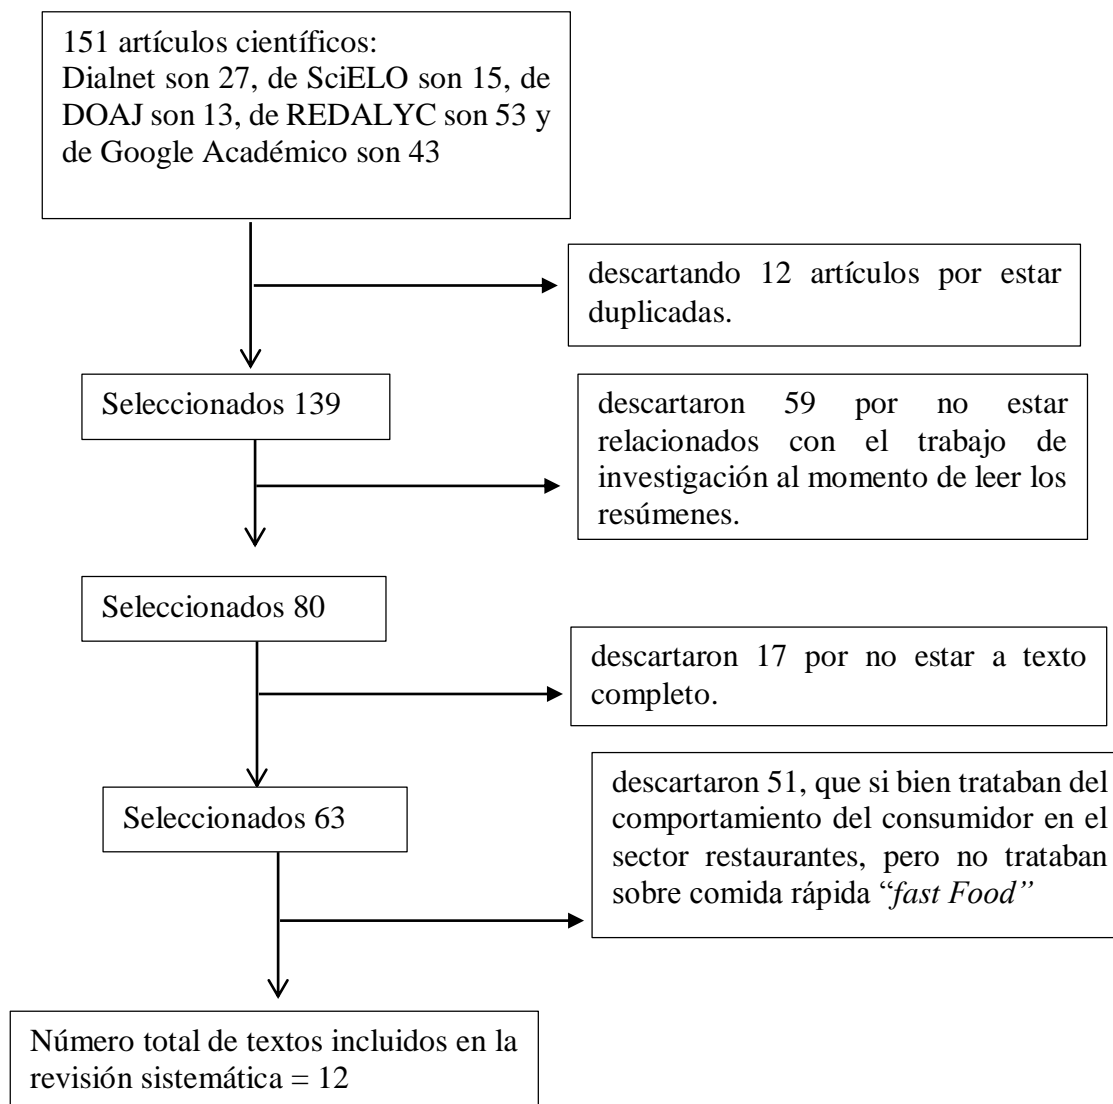 151 artículos científicos:
Dialnet son 27, de SciELO son 15, de
DOAJ son 13, de REDALYC son 53 y
de Google Académico son 43
descartando 12 artículos por estar
duplicadas.
Seleccionados 139
descartaron 59 por no estar
relacionados con el trabajo de
investigación al momento de leer los
resúmenes.
Seleccionados 80
descartaron 17 por no estar a texto
completo.
Seleccionados 63
descartaron 51, que si bien trataban del
comportamiento del consumidor en el
sector restaurantes, pero no trataban
sobre comida rápida “fast Food”
Número total de textos incluidos en la
revisión sistemática = 12